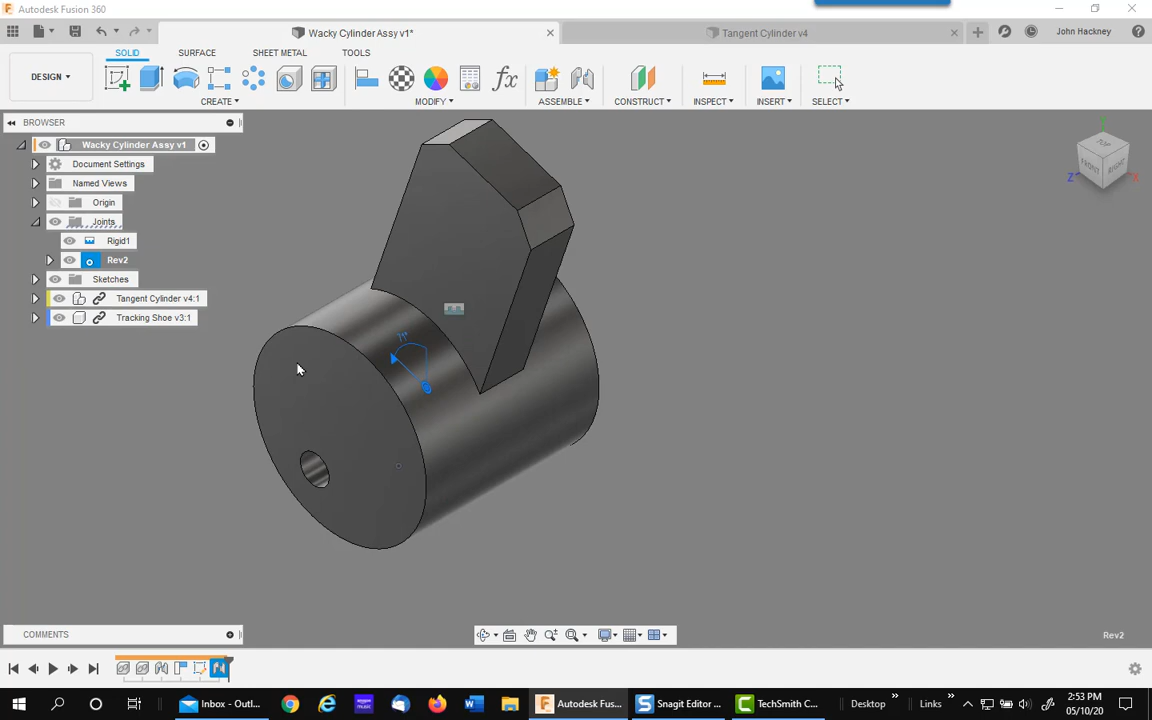 Autodesk Fusion 360
Wacky Cylinder Assy v1*
Tangent Cylinder v4
John Hackney
SOLID
SURFACE
SHEET METAL
TOOLS
DESIGN
CREATE
MODIFY
ASSEMBLE
CONSTRUCT
INSPECT
INSERT
SELECT
BROWSER
Wacky Cylinder Assy v1
Document Settings
Named Views
Origin
Joints
Rigid1
Rev2
Sketches
Tangent Cylinder v4:1
Tracking Shoe v3:1
TOP
FRONT
RIGHT
Z
X
Y
COMMENTS
Rev2
Inbox - Outl...
Autodesk Fus...
Snagit Editor ...
TechSmith C...
Desktop
Links
2:53 PM
05/10/20